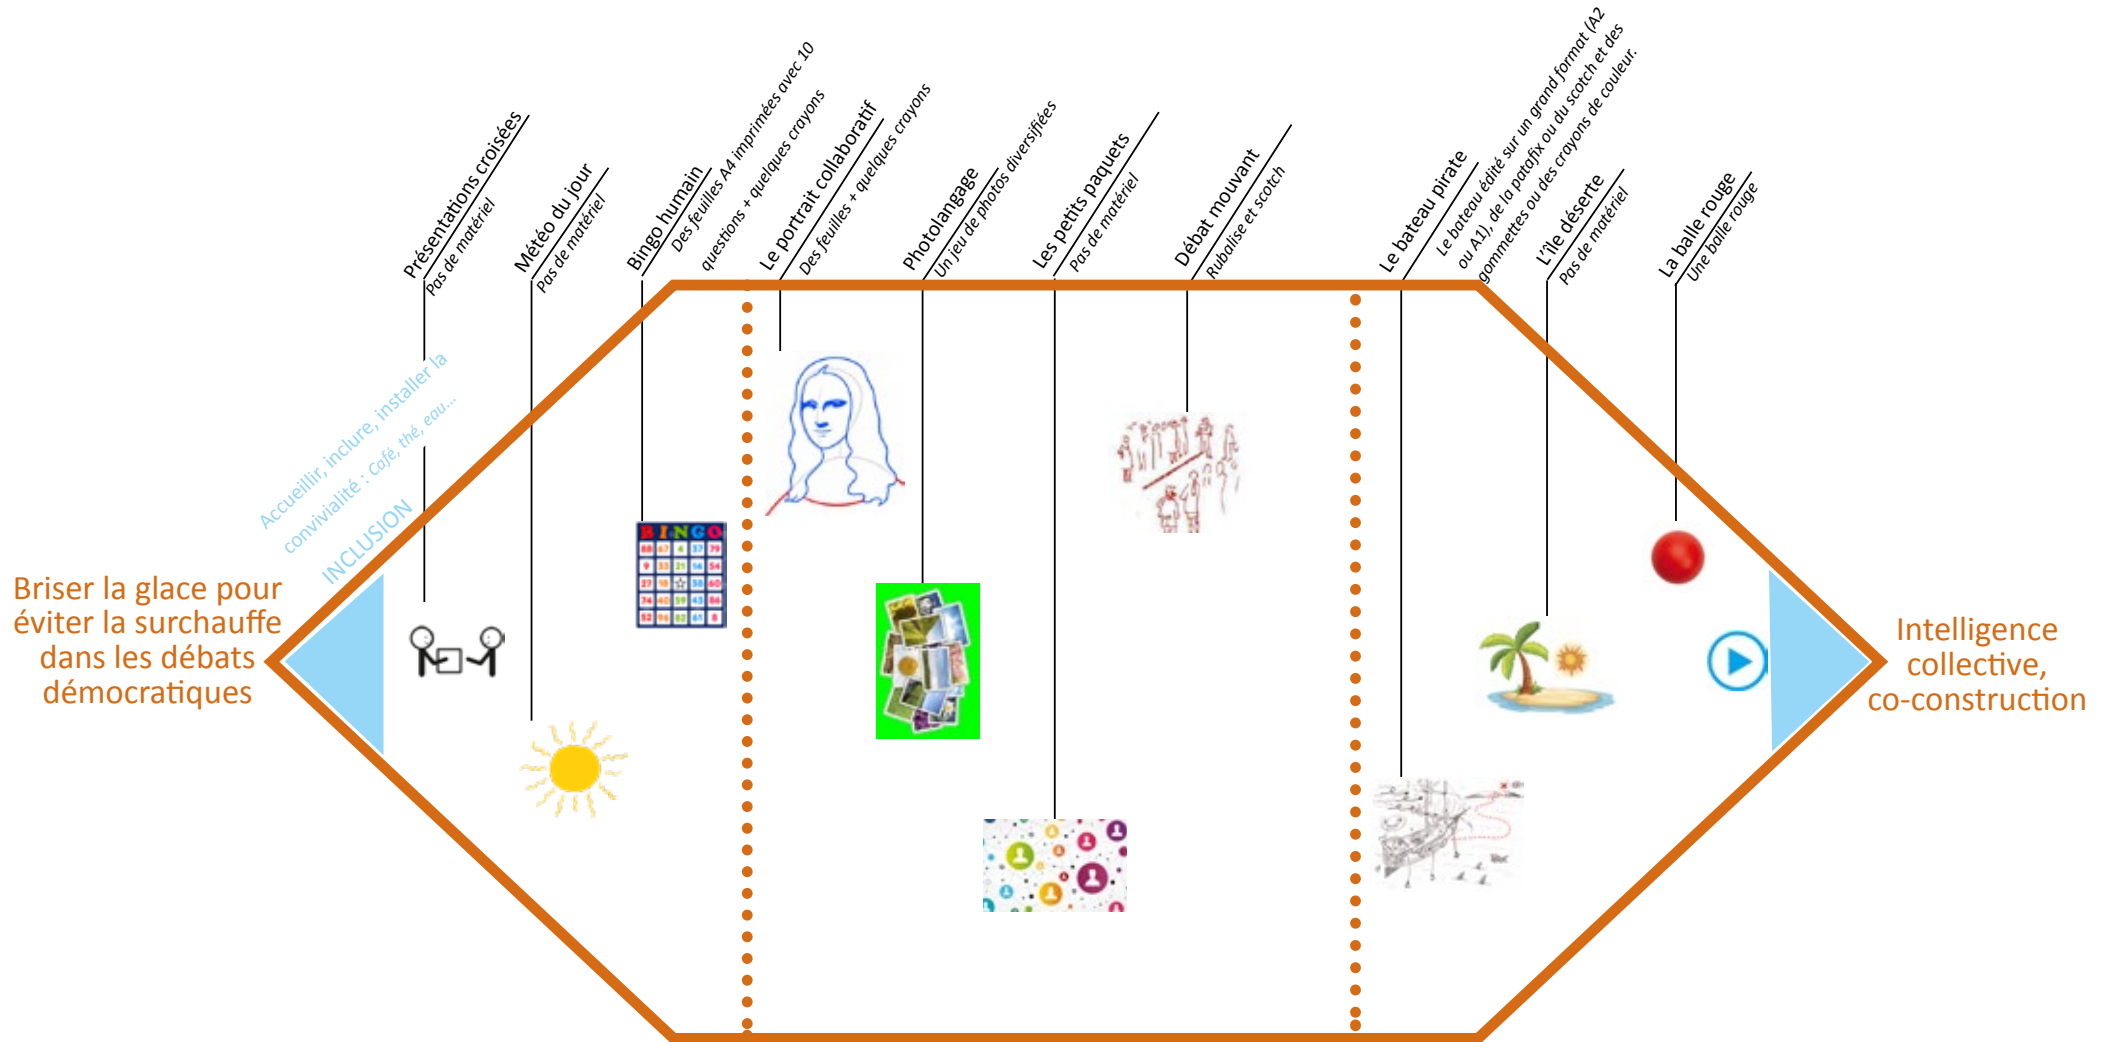 Présentations croisées
Pas de matériel
Météo du jour
Pas de matériel
Bingo humain
Des feuilles A4 imprimées avec 10
questions + quelques crayons
Le portrait collaboratif
Des feuilles + quelques crayons
Photolangage
Un jeu de photos diversifiées
Les petits paquets
Pas de matériel
Débat mouvant
Rubalise et scotch
Le bateau pirate
Le bateau édité sur un grand format (A2
ou A1), de la patafix ou du scotch et des
gommettes ou des crayons de couleur.
L'île déserte
Pas de matériel
La balle rouge
Une balle rouge
Accueillir, inclure, installer la
convivialité : Café, thé, eau...
INCLUSION
Briser la glace pour
éviter la surchauffe
dans les débats
démocratiques
BINGO
Intelligence
collective,
co-construction